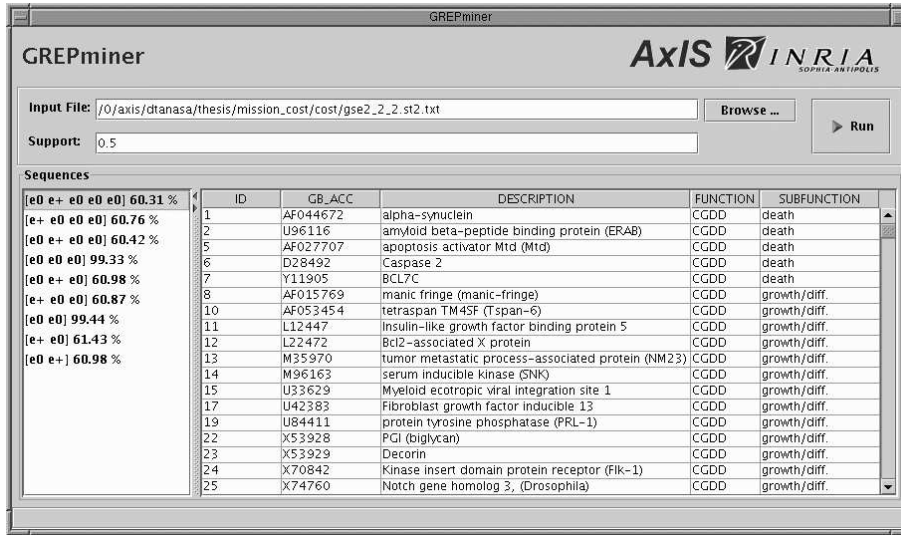 GREPminer
GREPminer
AxIS INRIA
SOPHIA-ANTIPOLIS
Input File: /0/axis/dtanasa/thesis/mission_cost/cost/gse2_2_2.st2.txt Browse ...
Run
Support: 0.5
Sequences
[e0 e+ e0 e0 e0] 60.31 %
[e+ e0 e0 e0] 60.76 %
[e0 e+ e0 e0] 60.42 %
[e0 e0 e0] 99.33 %
[e0 e+ e0] 60.98 %
[e+ e0 e0] 60.87 %
[e0 e0] 99.44 %
[e+ e0] 61.43 %
[e0 e+] 60.98 %
ID GB_ACC DESCRIPTION FUNCTION SUBFUNCTION
1 AF044672 alpha-synuclein CGDD death
2 U96116 amyloid beta-peptide binding protein (ERAB) CGDD death
5 AF027707 apoptosis activator Mtd (Mtd) CGDD death
6 D28492 Caspase 2 CGDD death
7 Y11905 BCL7C CGDD death
8 AF015769 manic fringe (manic-fringe) CGDD growth/diff.
10 AF053454 tetraspan TM4SF (Tspan-6) CGDD growth/diff.
11 L12447 Insulin-like growth factor binding protein 5 CGDD growth/diff.
12 L22472 Bcl2-associated X protein CGDD growth/diff.
13 M35970 tumor metastatic process-associated protein (NM23) CGDD growth/diff.
14 M96163 serum inducible kinase (SNK) CGDD growth/diff.
15 U33629 Myeloid ecotropic viral integration site 1 CGDD growth/diff.
17 U42383 Fibroblast growth factor inducible 13 CGDD growth/diff.
19 U84411 protein tyrosine phosphatase (PRL-1) CGDD growth/diff.
22 X53928 PGI (biglycan) CGDD growth/diff.
23 X53929 Decorin CGDD growth/diff.
24 X70842 Kinase insert domain protein receptor (Flk-1) CGDD growth/diff.
25 X74760 Notch gene homolog 3, (Drosophila) CGDD growth/diff.